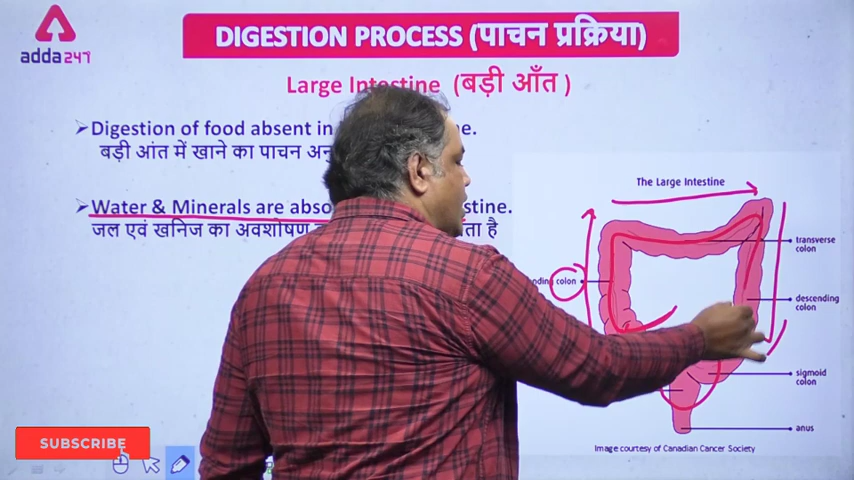 adda247
DIGESTION PROCESS (पाचन प्रक्रिया)
Large Intestine (बड़ी आँत )
➤Digestion of food absent in
बड़ी आंत में खाने का पाचन
➤Water & Minerals are
जल एवं खनिज का अवशोषण
है
The Large Intestine
colon
transverse
colon
descending
colon
sigmoid
colon
anus
Image courtesy of Canadian Cancer Society
SUBSCRIBE